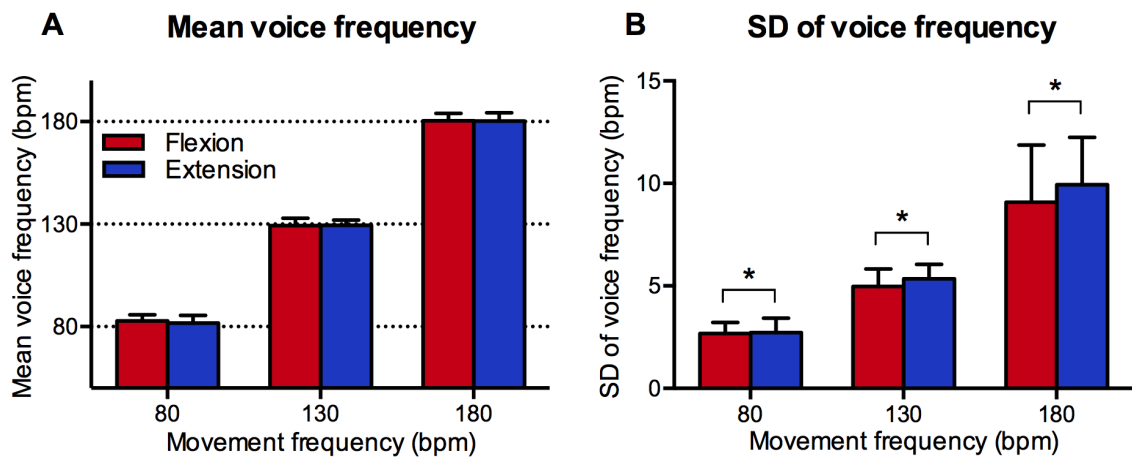 A
Mean voice frequency
Mean voice frequency (bpm)
180
130
80
Flexion
Extension
80
130
180
Movement frequency (bpm)
B
SD of voice frequency
SD of voice frequency (bpm)
15
10
5
0
*
*
*
80
130
180
Movement frequency (bpm)